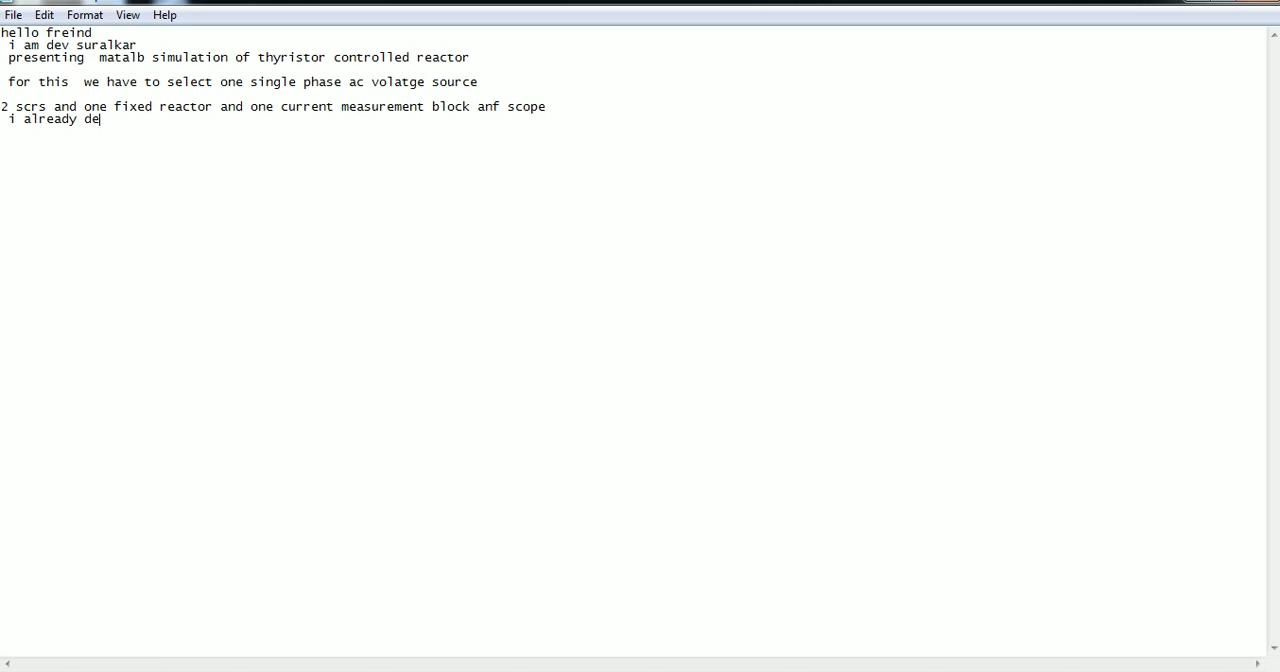 File Edit Format View Help
hello freind
i am dev suralkar
presenting matalb simulation of thyristor controlled reactor
for this we have to select one single phase ac volatge source
2 scrs and one fixed reactor and one current measurement block anf scope
i already de